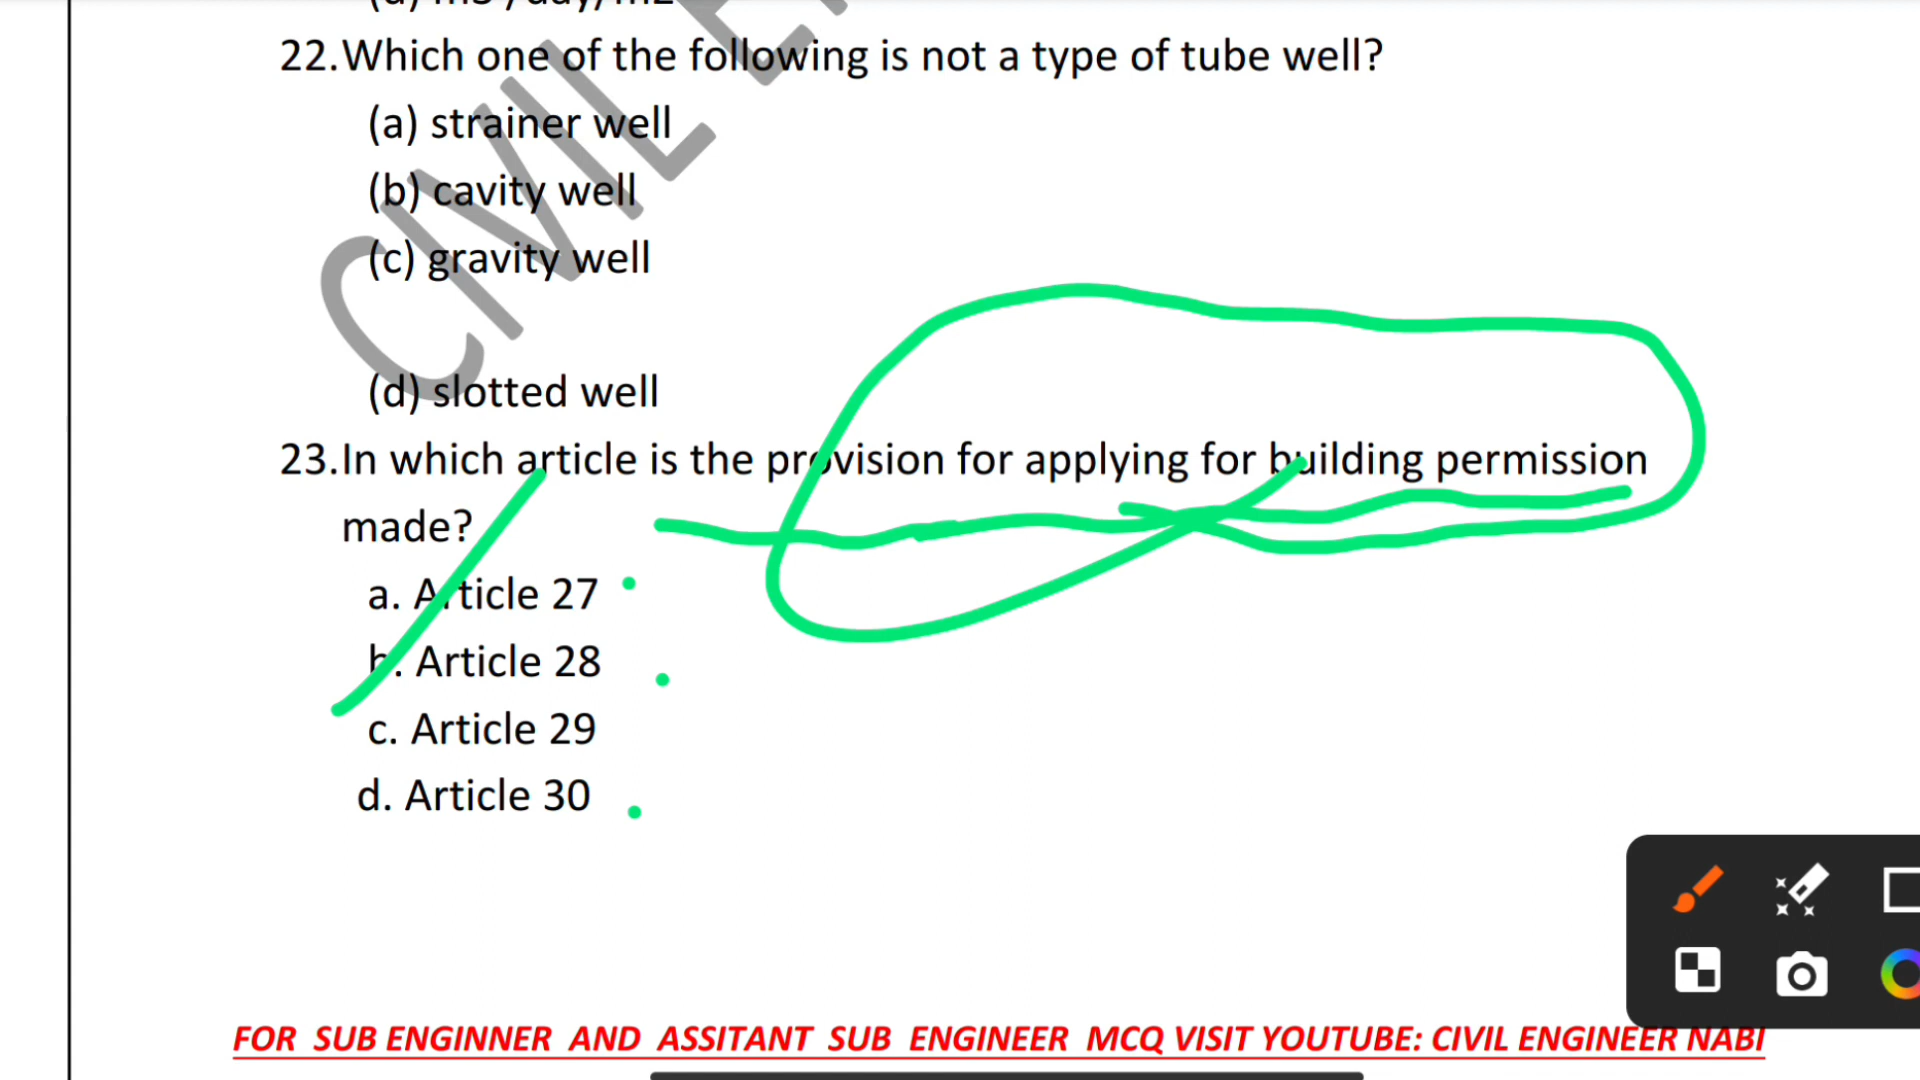 22.Which one of the following is not a type of tube well?
(a) strainer well
(b) cavity well
(c) gravity well
(d) slotted well
23.In which article is the provision for applying for building permission
made?
a. Article 27
b. Article 28
c. Article 29
d. Article 30
CIVIL
FOR SUB ENGINNER AND ASSITANT SUB ENGINEER MCQ VISIT YOUTUBE: CIVIL ENGINEER NABI